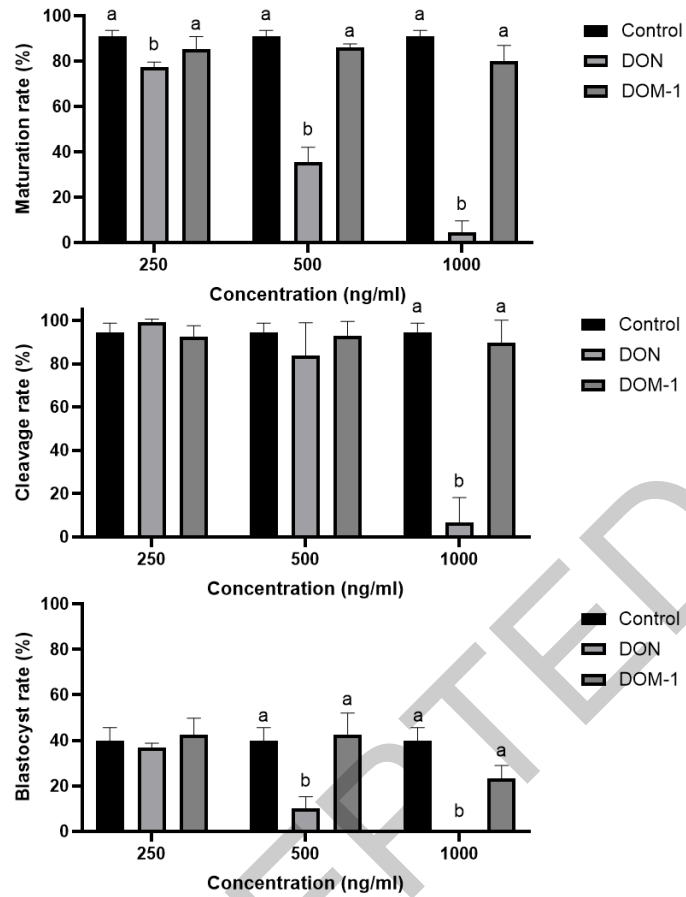 a a a a a a
b
b
b
100
80
60
40
20
0
Maturation rate (%)
250 500 1000
Concentration (ng/ml)
Control
DON
DOM-1
a a
b
100
80
60
40
20
0
Cleavage rate (%)
250 500 1000
Concentration (ng/ml)
Control
DON
DOM-1
a a a
a
b b
100
80
60
40
20
0
Blastocyst rate (%)
250 500 1000
Concentration (ng/ml)
Control
DON
DOM-1
EPTED